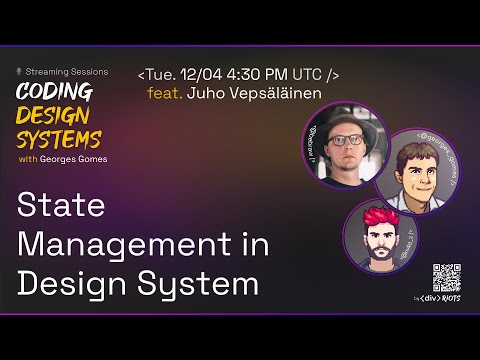 Streaming Sessions
CODING
DESIGN
SYSTEMS
with Georges Gomes
<Tue. 12/04 4:30 PM UTC />
feat. Juho Vepsäläinen
State
Management in
Design System
by <div> RIOTS